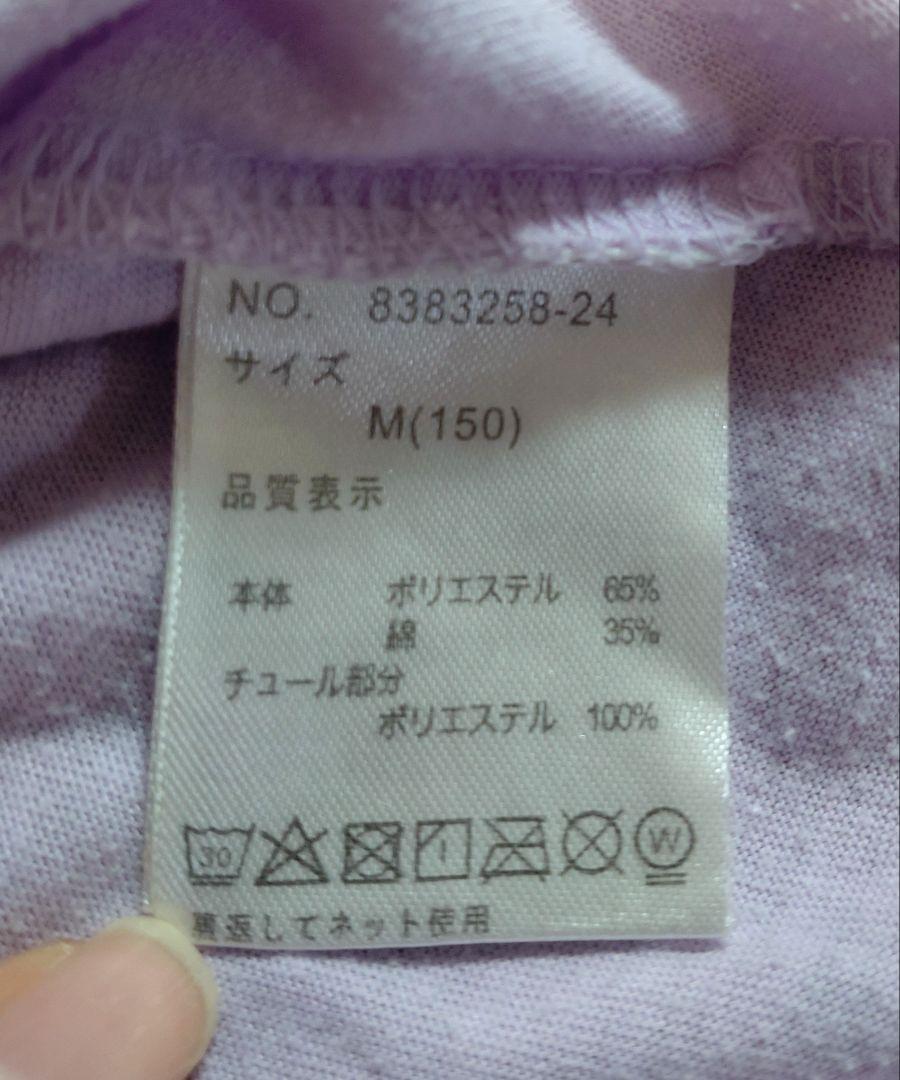 NO. 8383258-24
サイズ
M(150)
品質表示
本体 ポリエステル 65%
綿 35%
チュール部分
ポリエステル 100%
30 W
裏返してネット使用